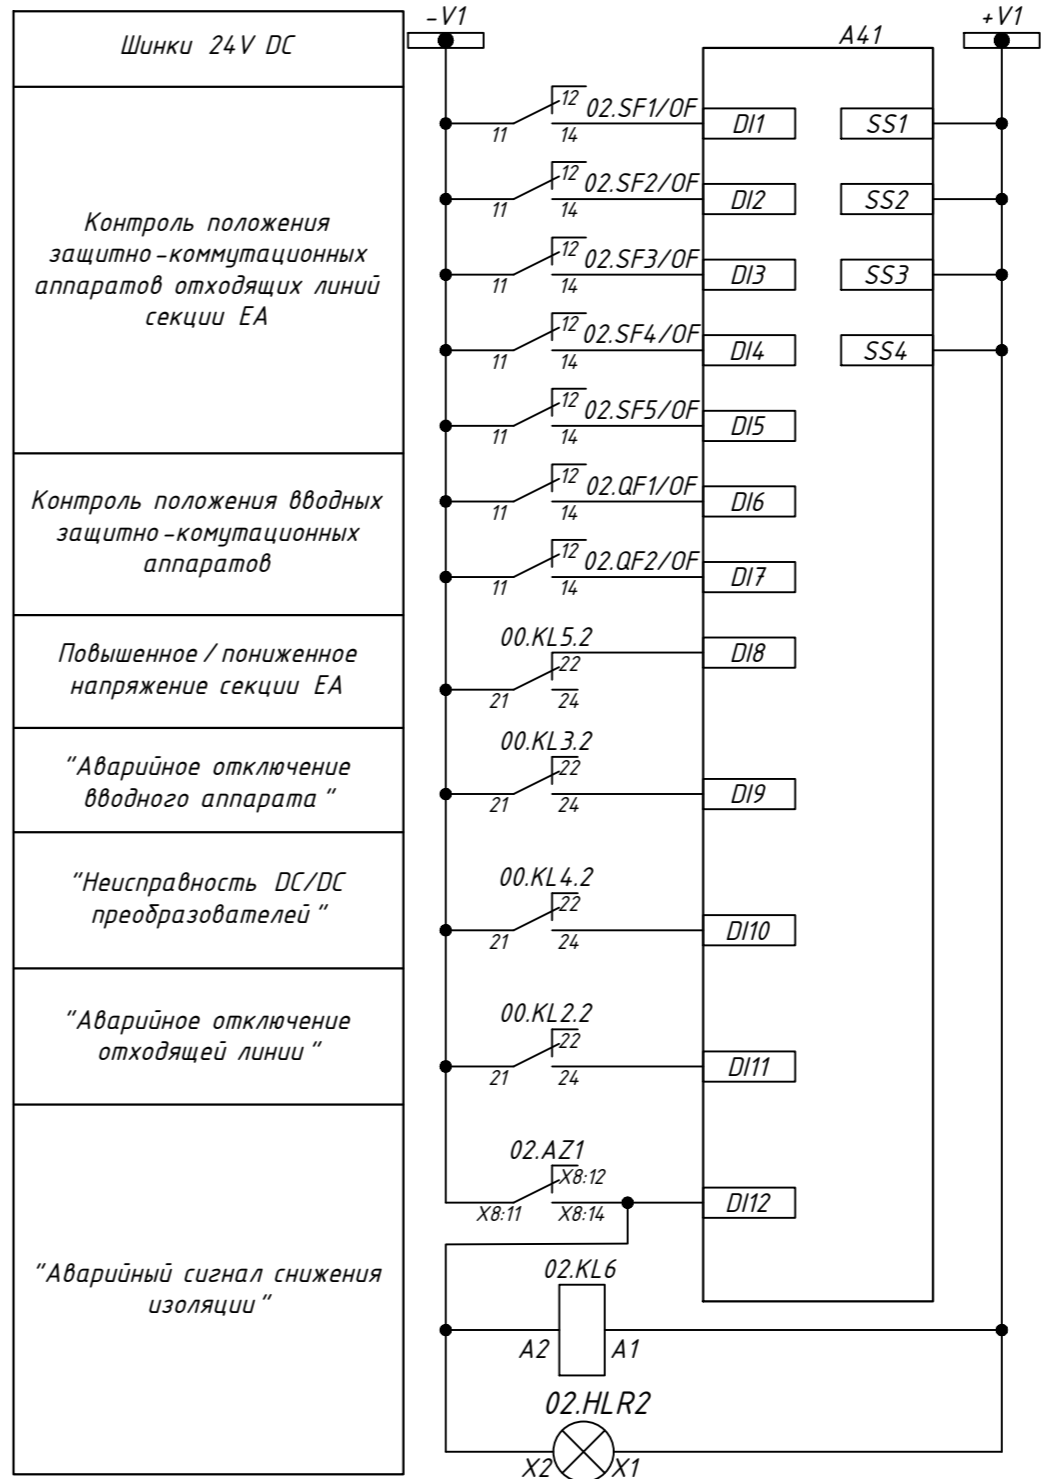 Шинки 24V DC
-V1
+V1
A41
Контроль положения
защитно-коммутационных
аппаратов отходящих линий
секции EA
11
12
14
02.SF1/OF
DI1
SS1
11
12
14
02.SF2/OF
DI2
SS2
11
12
14
02.SF3/OF
DI3
SS3
11
12
14
02.SF4/OF
DI4
SS4
11
12
14
02.SF5/OF
DI5
Контроль положения вводных
защитно-комутационных
аппаратов
11
12
14
02.QF1/OF
DI6
11
12
14
02.QF2/OF
DI7
Повышенное / пониженное
напряжение секции EA
00.KL5.2
21
22
24
DI8
"Аварийное отключение
вводного аппарата"
00.KL3.2
21
22
24
DI9
"Неисправность DC/DC
преобразователей"
00.KL4.2
21
22
24
DI10
"Аварийное отключение
отходящей линии"
00.KL2.2
21
22
24
DI11
"Аварийный сигнал снижения
изоляции"
02.AZ1
X8:11
X8:12
X8:14
DI12
02.KL6
A2
A1
02.HLR2
X2
X1